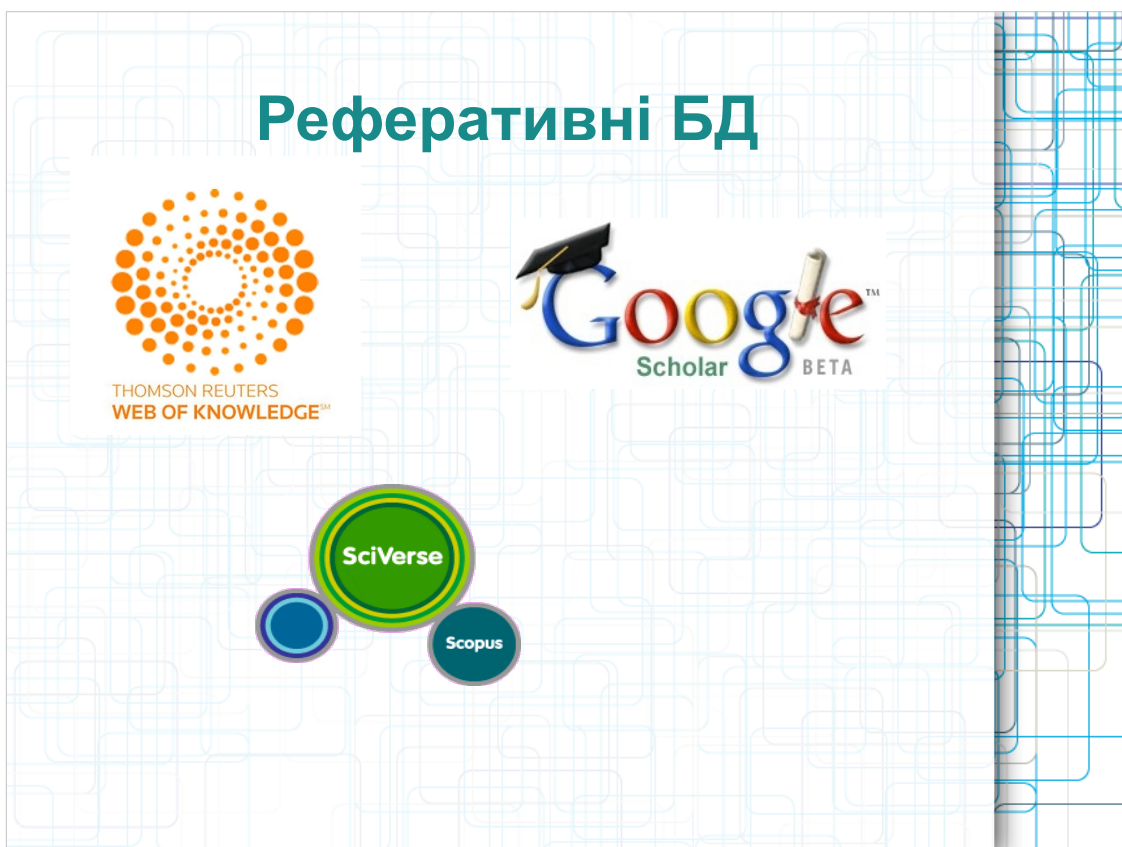 Реферативні БД
THOMSON REUTERS
WEB OF KNOWLEDGE℠
Google™
Scholar BETA
SciVerse
Scopus